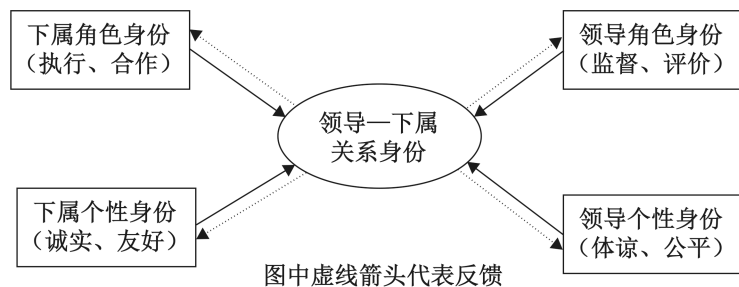 下属角色身份
（执行、合作）
领导角色身份
（监督、评价）
领导—下属
关系身份
下属个性身份
（诚实、友好）
领导个性身份
（体谅、公平）
图中虚线箭头代表反馈